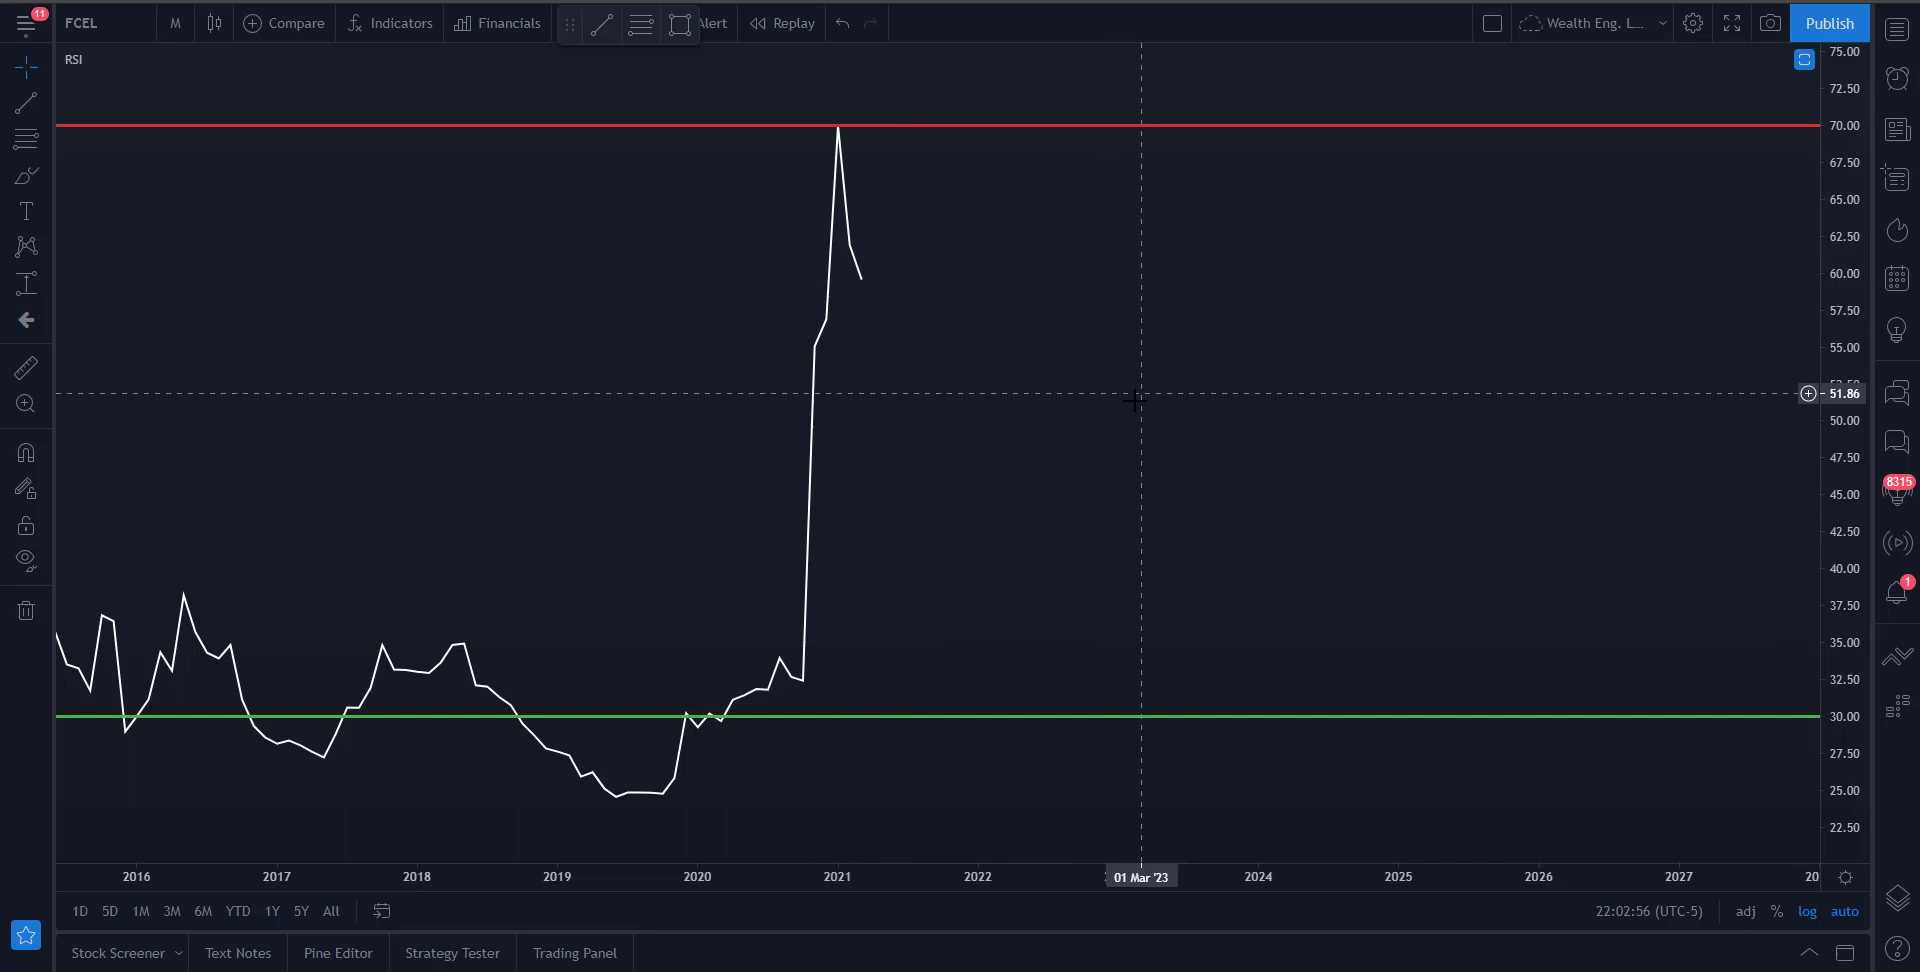 11
FCEL
M
Compare
Indicators
Financials
lert
Replay
Wealth Eng. L...
Publish
RSI
75.00
72.50
70.00
67.50
65.00
62.50
60.00
57.50
55.00
51.86
50.00
47.50
45.00
42.50
40.00
37.50
35.00
32.50
30.00
27.50
25.00
22.50
8315
1
2016
2017
2018
2019
2020
2021
2022
01 Mar '23
2024
2025
2026
2027
20
1D 5D 1M 3M 6M YTD 1Y 5Y All
22:02:56 (UTC-5)
adj % log auto
Stock Screener
Text Notes
Pine Editor
Strategy Tester
Trading Panel